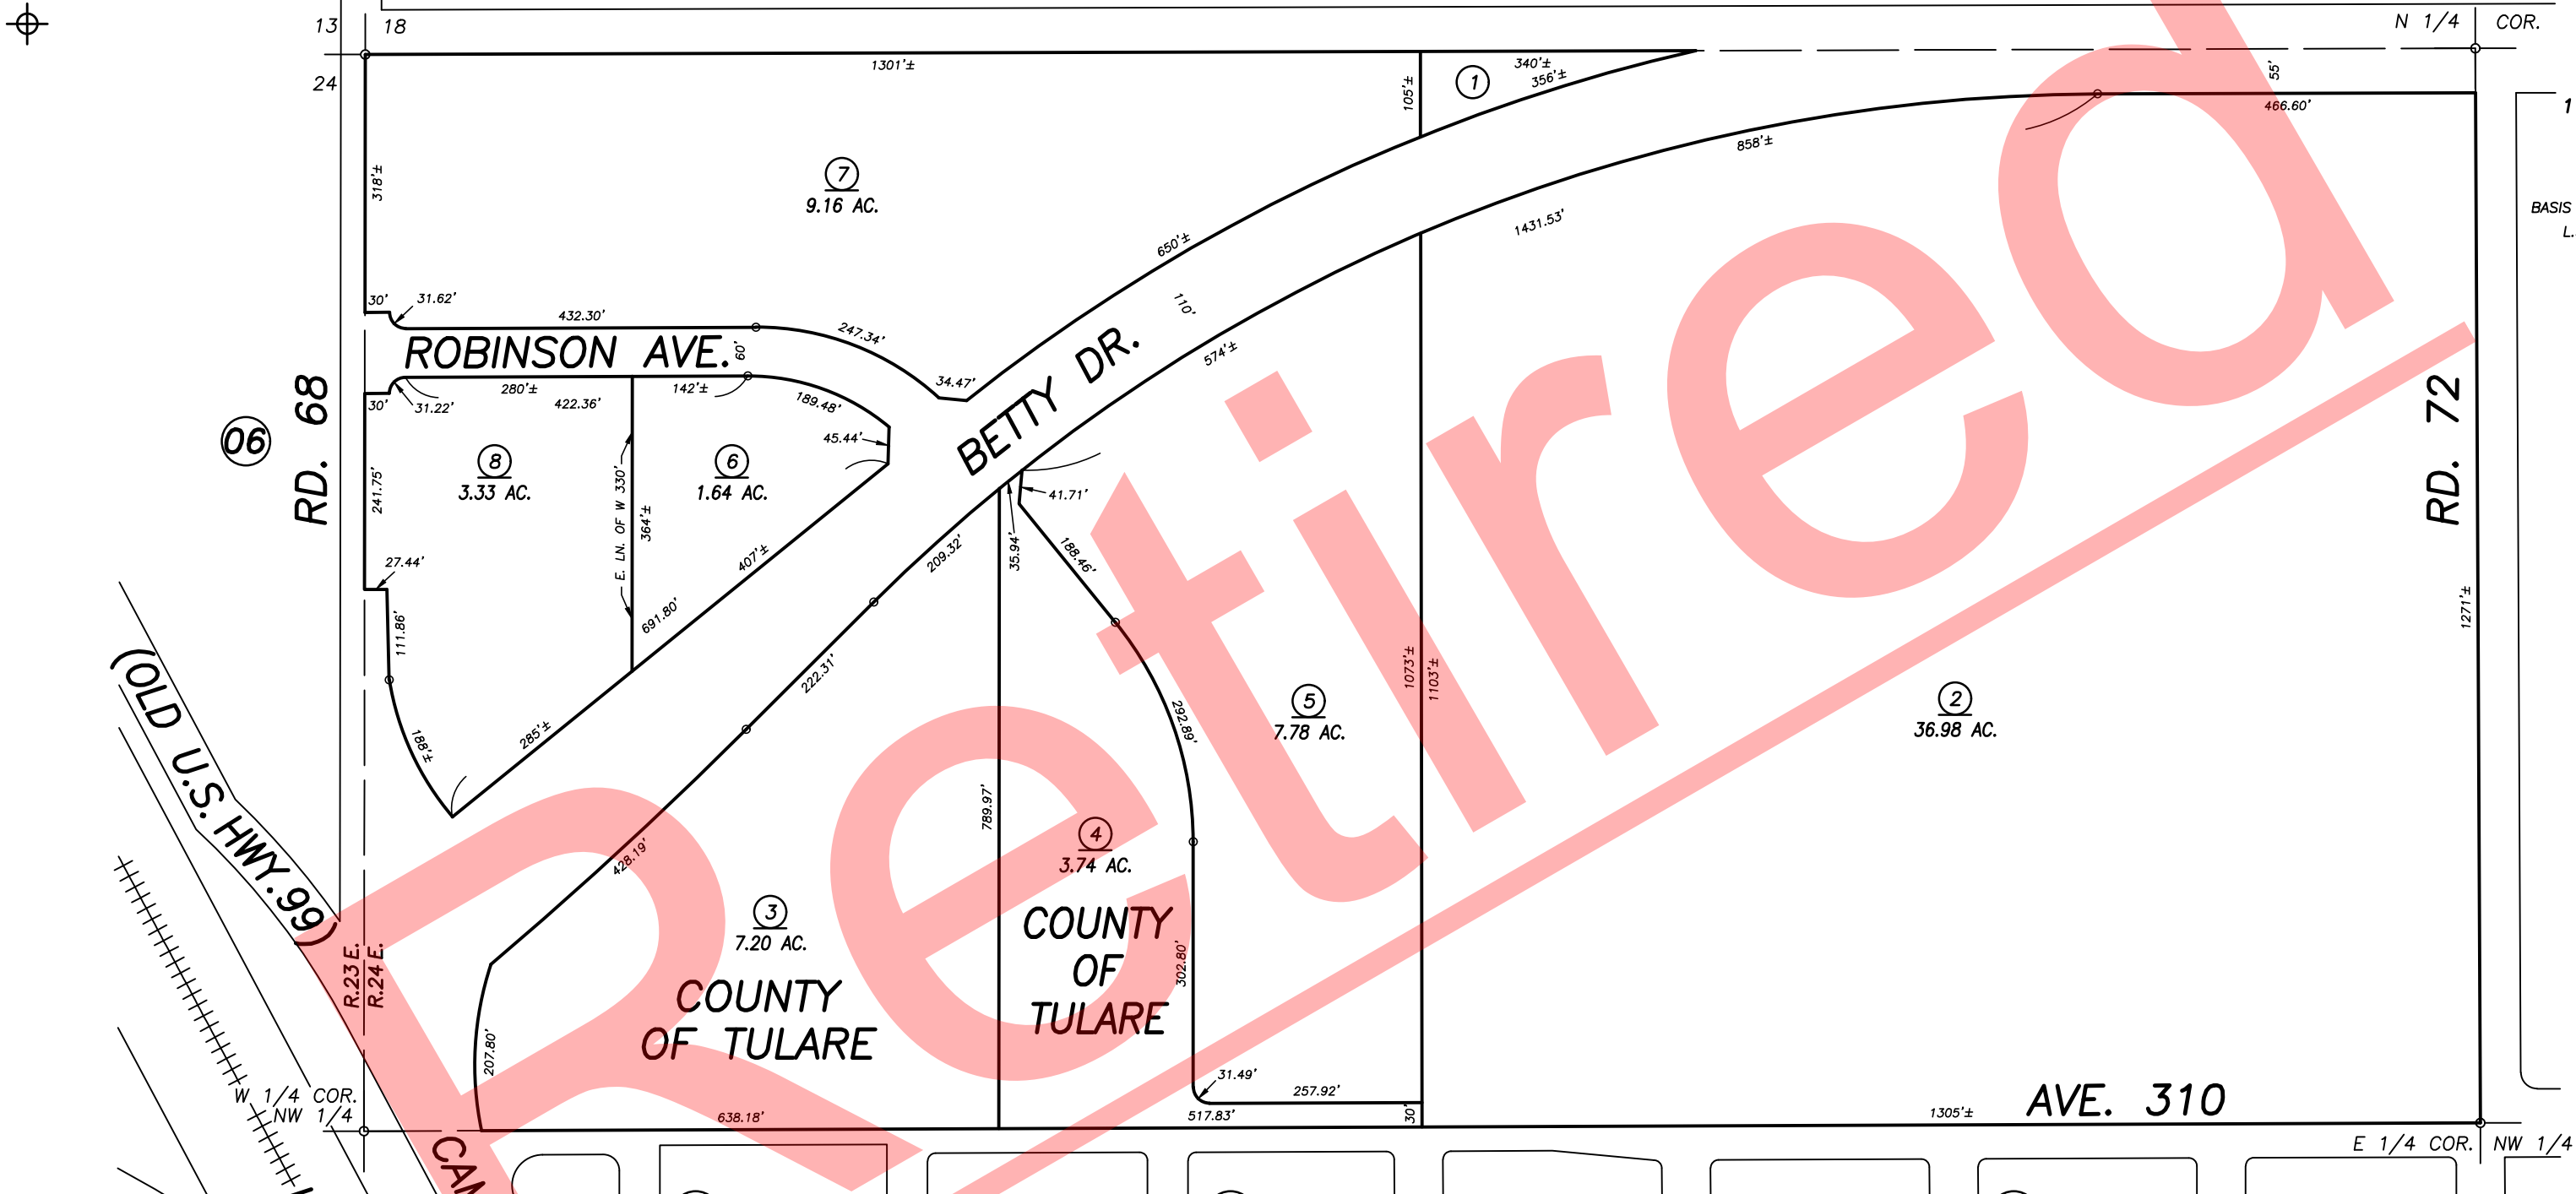 13 18
24
N 1/4 COR.
1301'±
340'±
356'±
105'±
1
55'
466.60'
1
858'±
318'±
7
9.16 AC.
BASIS
L.
1431.53'
650'±
110'
574'±
30'
31.62'
432.30'
247.34'
34.47'
ROBINSON AVE.
60'
BETTY DR.
RD. 68
06
RD. 72
30'
31.22'
280'±
422.36'
142'±
189.48'
45.44'
241.75'
8
3.33 AC.
E. LN. OF W 330'
364'±
6
1.64 AC.
41.71'
35.94'
188.46'
209.32'
407'±
691.80'
27.44'
111.86'
188'±
285'±
222.31'
428.19'
292.89'
1073'±
1103'±
1271'±
5
7.78 AC.
2
36.98 AC.
789.97'
4
3.74 AC.
COUNTY
OF
TULARE
302.80'
3
7.20 AC.
COUNTY
OF TULARE
207.80'
(OLD U.S. HWY.99)
R.23 E.
R.24 E.
W 1/4 COR.
NW 1/4
638.18'
31.49'
257.92'
517.83'
30'
1305'±
AVE. 310
E 1/4 COR. NW 1/4
Retired